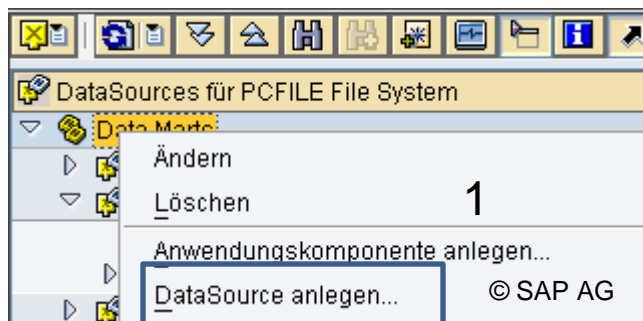 DataSources für PCFILE File System
Data Marts
Ändern
Löschen
1
Anwendungskomponente anlegen...
DataSource anlegen...
© SAP AG